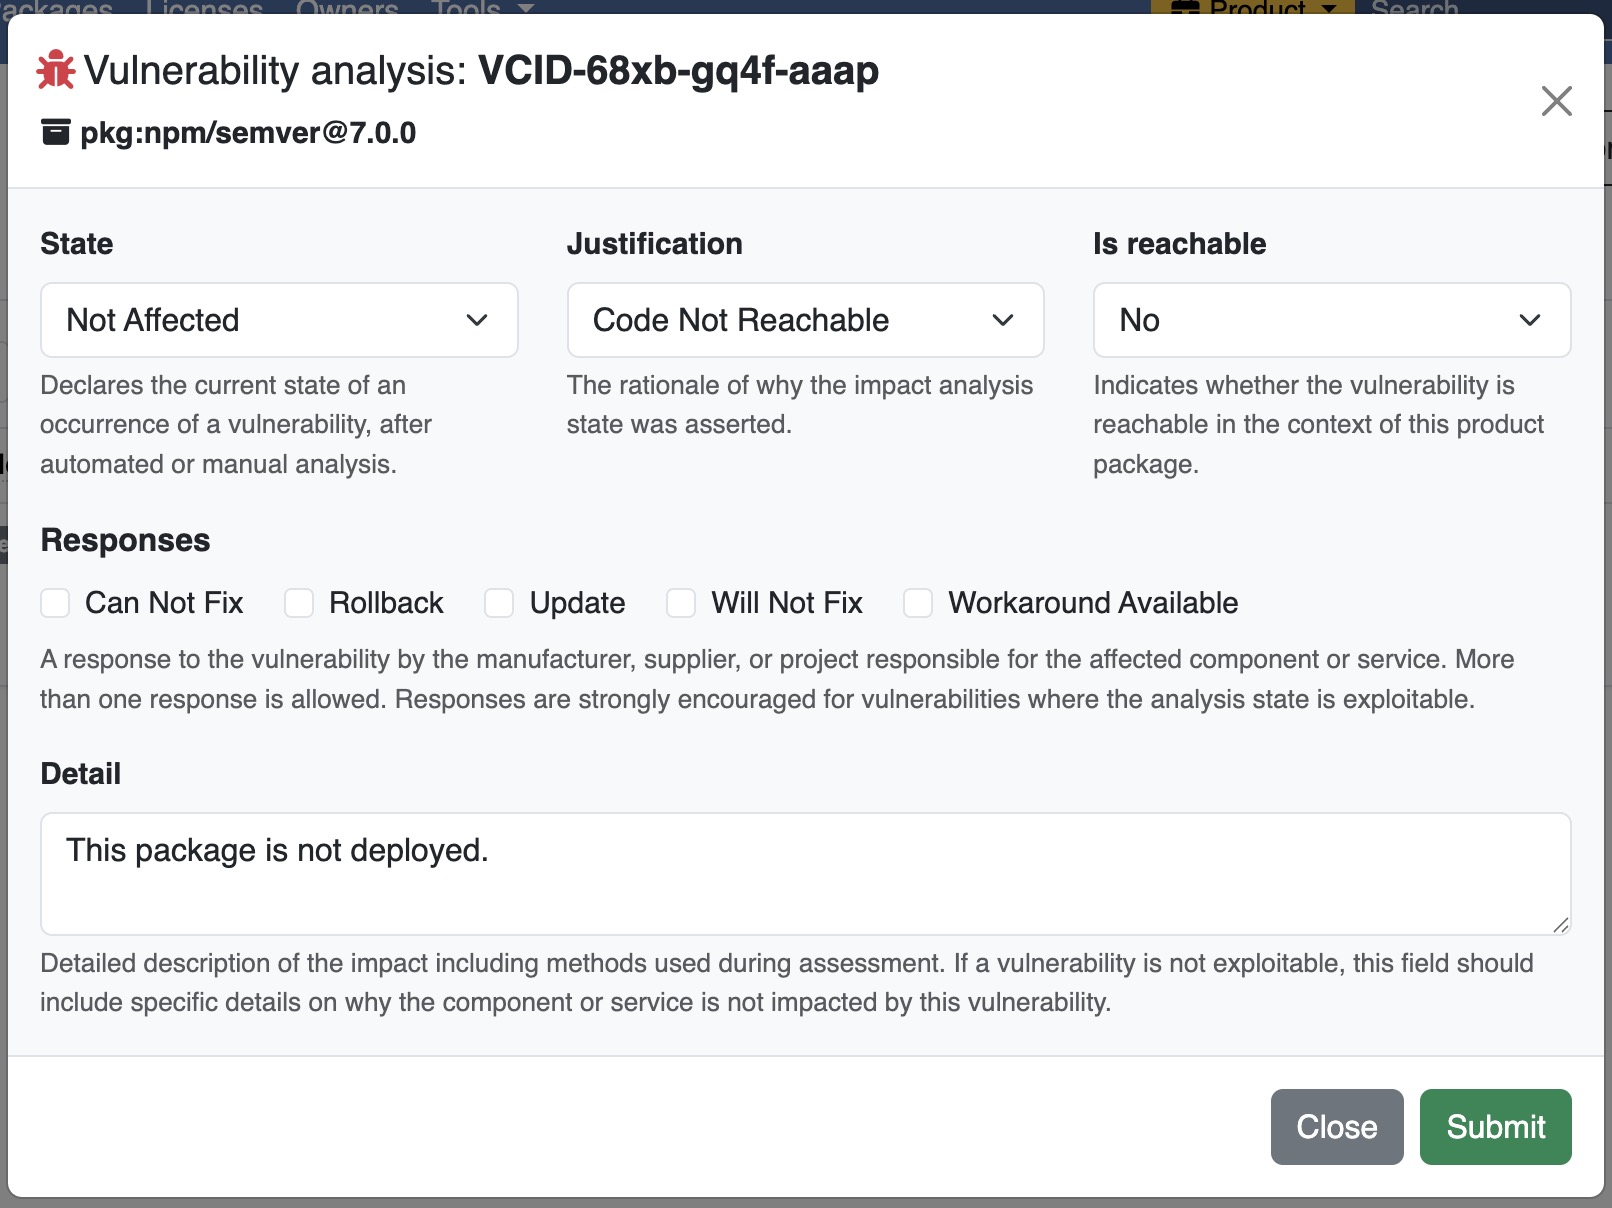 Packages Licenses Owners Tools Product Search
Vulnerability analysis: VCID-68xb-gq4f-aaap
pkg:npm/semver@7.0.0
State Justification Is reachable
Not Affected Code Not Reachable No
Declares the current state of an
occurrence of a vulnerability, after
automated or manual analysis.
The rationale of why the impact analysis
state was asserted.
Indicates whether the vulnerability is
reachable in the context of this product
package.
Responses
Can Not Fix Rollback Update Will Not Fix Workaround Available
A response to the vulnerability by the manufacturer, supplier, or project responsible for the affected component or service. More
than one response is allowed. Responses are strongly encouraged for vulnerabilities where the analysis state is exploitable.
Detail
This package is not deployed.
Detailed description of the impact including methods used during assessment. If a vulnerability is not exploitable, this field should
include specific details on why the component or service is not impacted by this vulnerability.
Close Submit